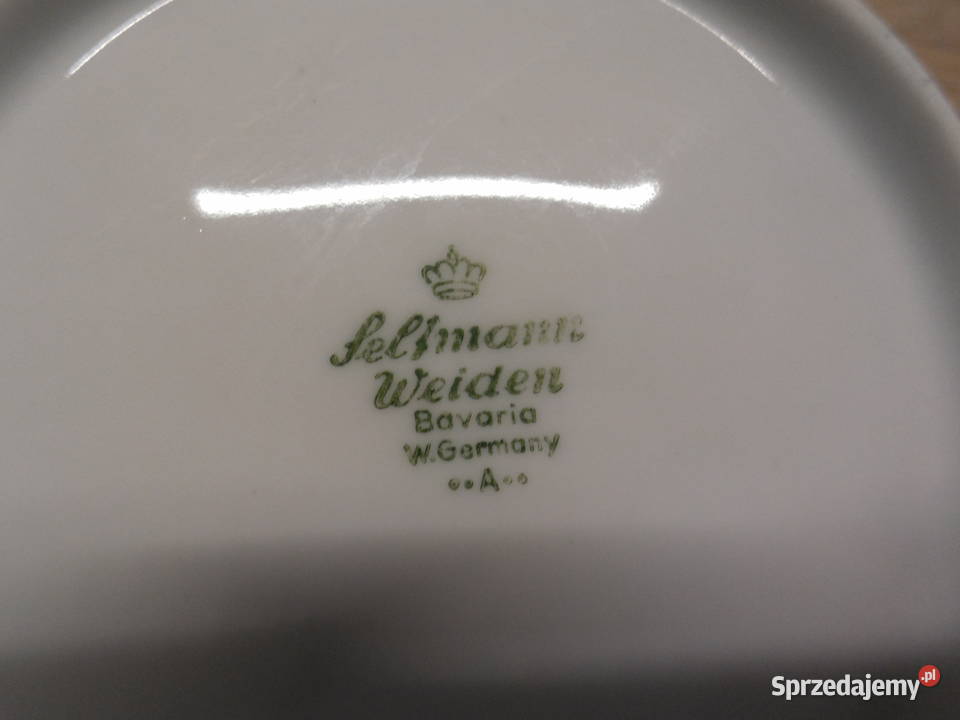 Seltmann
Weiden
Bavaria
W.Germany
..A..
Sprzedajemy.pl